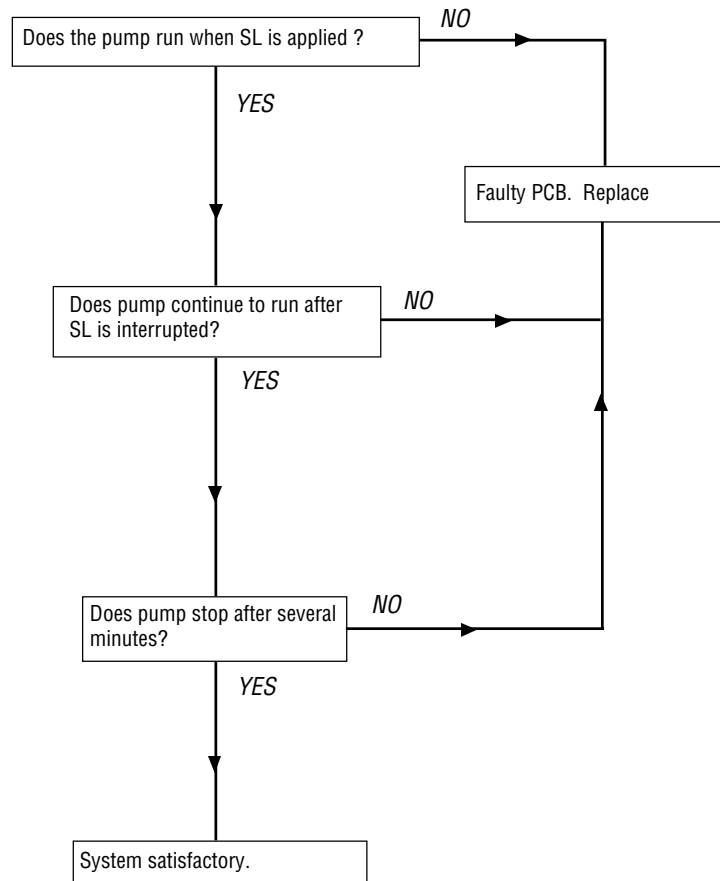 Does the pump run when SL is applied ?
NO
YES
Faulty PCB.  Replace
Does pump continue to run after
SL is interrupted?
NO
YES
Does pump stop after several
minutes?
NO
YES
System satisfactory.